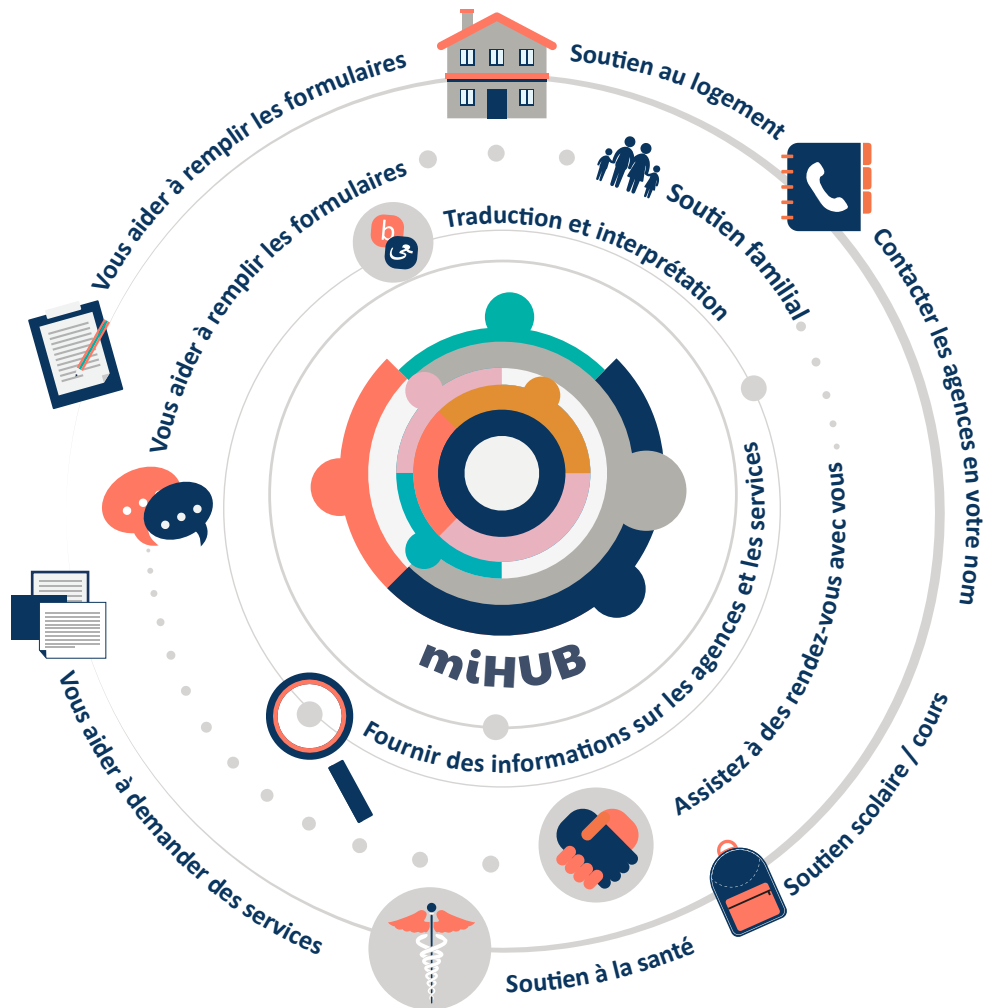 Vous aider à remplir les formulaires
Soutien au logement
Contacter les agences en votre nom
Soutien scolaire / cours
Soutien à la santé
Vous aider à demander des services
Vous aider à remplir les formulaires
Soutien familial
Assistez à des rendez-vous avec vous
b
Traduction et interprétation
Fournir des informations sur les agences et les services
miHUB